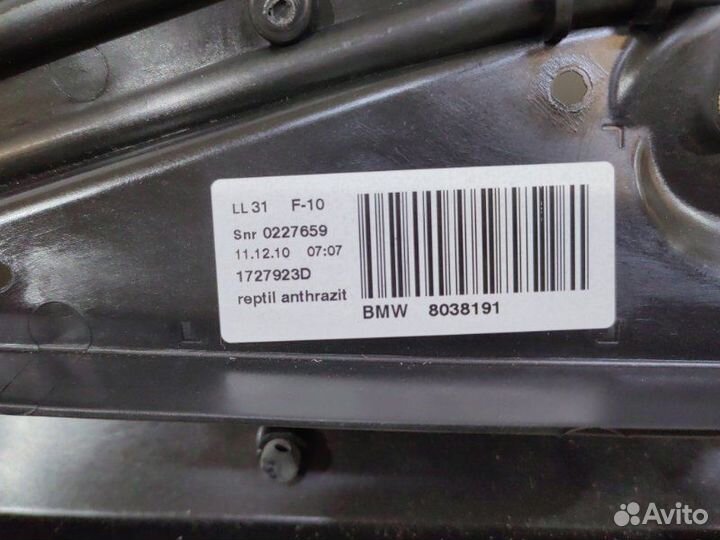 LL 31 F-10
Snr 0227659
11.12.10 07:07
1727923D
reptil anthrazit
BMW 8038191
Avito